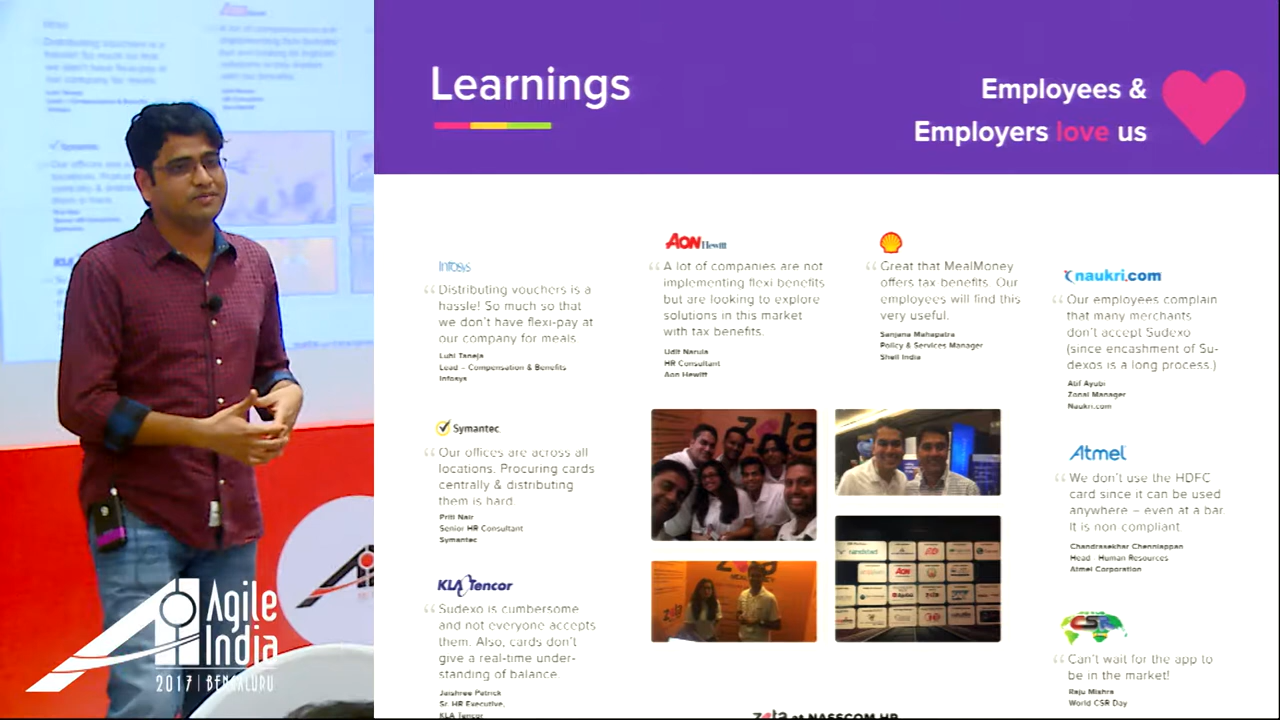 Learnings
Employees &
Employers love us
Infosys
Distributing vouchers is a
hassle! So much so that
we don't have flexi-pay at
our company for meals
Luhi Taneja
Lead – Compensation & Benefits
Infosys
AON Hewitt
A lot of companies are not
implementing flexi benefits
but are looking to explore
solutions in this market
with tax benefits.
Udit Narula
HR Consultant
Aon Hewitt
Great that MealMoney
offers tax benefits. Our
employees will find this
very useful.
Sanjana Mahapatra
Policy & Services Manager
Shell India
naukri.com
Our employees complain
that many merchants
don't accept Sudexo
(since encashment of Su-
dexos is a long process.)
Atif Ayubi
Zonal Manager
Naukri.com
Symantec
Our offices are across all
locations. Procuring cards
centrally & distributing
them is hard.
Priti Nair
Senior HR Consultant
Symantec
Atmel
We don't use the HDFC
card since it can be used
anywhere – even at a bar.
It is non compliant.
Chandrasekhar Chenniappan
Head - Human Resources
Atmel Corporation
KLA Tencor
Sudexo is cumbersome
and not everyone accepts
them. Also, cards don't
give a real-time under-
standing of balance.
Jaishree Patrick
Sr. HR Executive,
KLA Tencor
CSR
Can't wait for the app to
be in the market!
Raju Mishra
World CSR Day
zeta at NASSCOM HR
Agile
India
2017 | BENGALURU